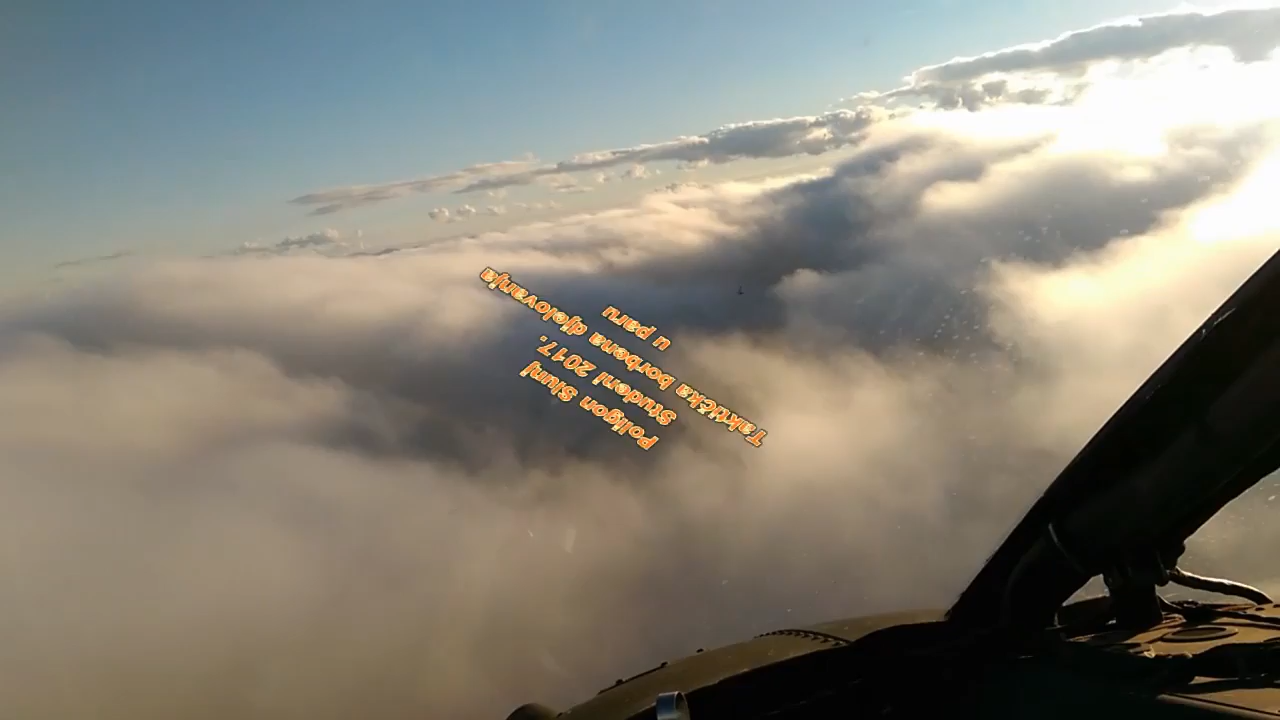 Poligon Slunj
Studeni 2017.
Taktička borbena djelovanja
u paru